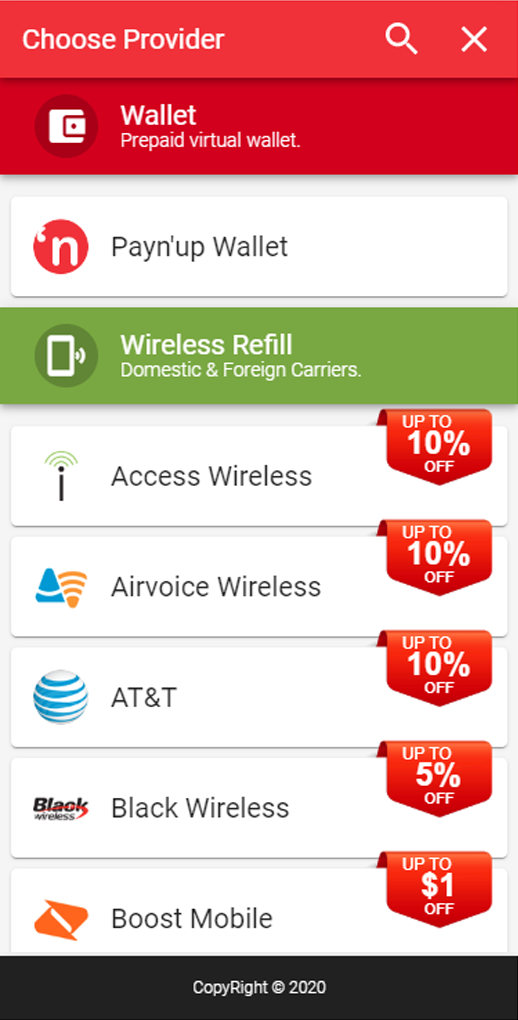 Choose Provider
Wallet
Prepaid virtual wallet.
'n
Payn'up Wallet
Wireless Refill
Domestic & Foreign Carriers.
UP TO
10%
OFF
i
Access Wireless
UP TO
10%
OFF
Airvoice Wireless
UP TO
10%
OFF
AT&T
UP TO
5%
OFF
Black
wireless
Black Wireless
UP TO
$1
OFF
Boost Mobile
CopyRight © 2020